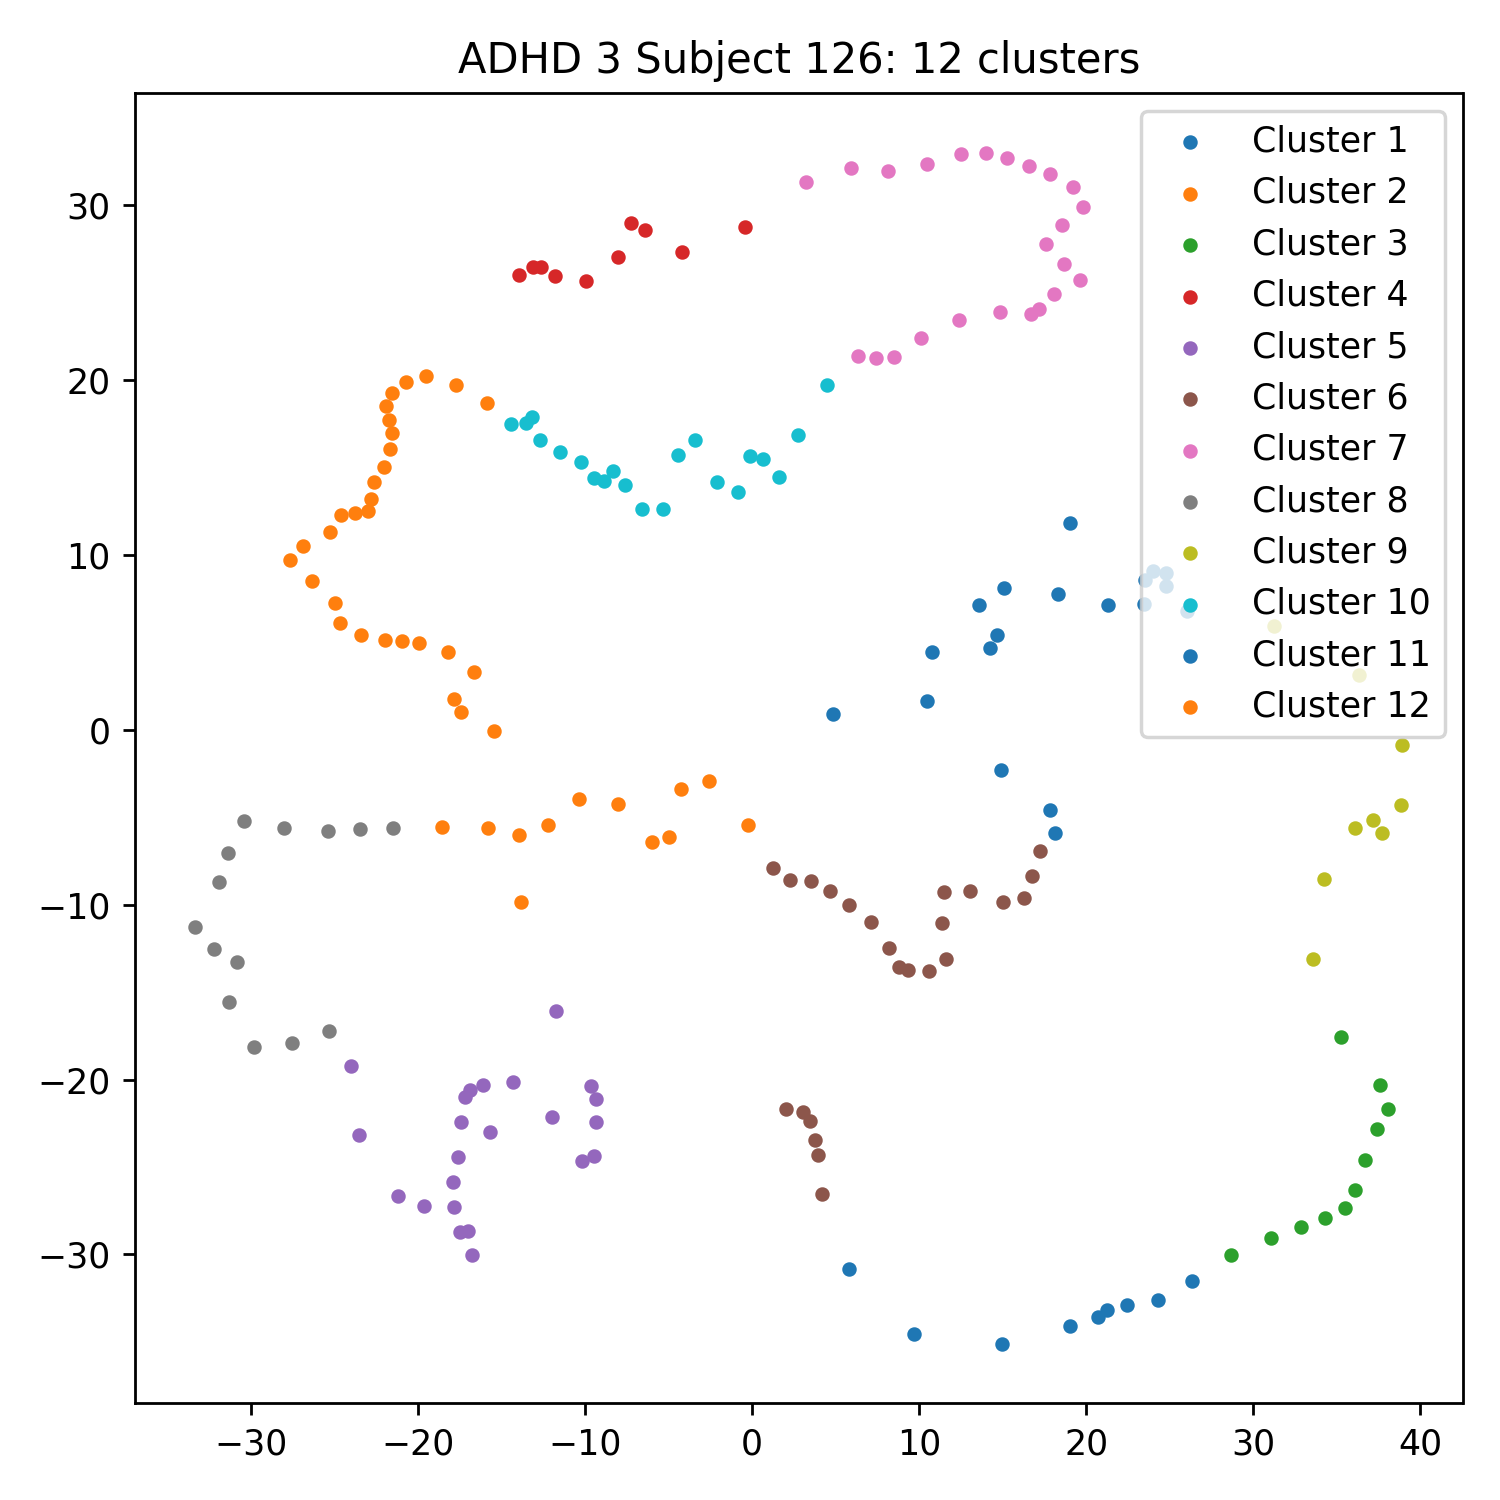 ADHD 3 Subject 126: 12 clusters
Cluster 1
Cluster 2
Cluster 3
Cluster 4
Cluster 5
Cluster 6
Cluster 7
Cluster 8
Cluster 9
Cluster 10
Cluster 11
Cluster 12
30
20
10
0
−10
−20
−30
−30 −20 −10 0 10 20 30 40